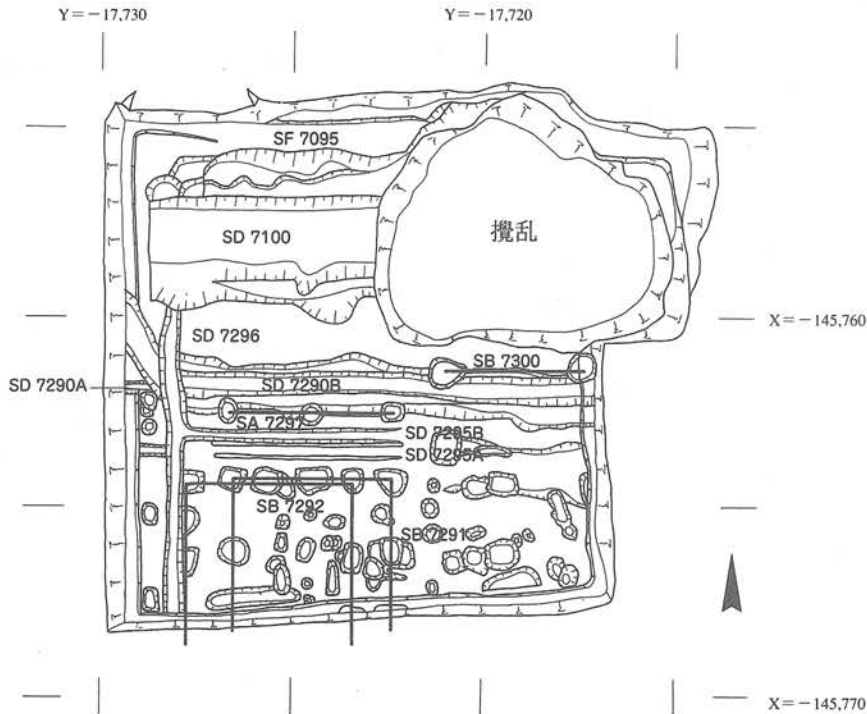 Y=−17,730
Y=−17,720
SF 7095
SD 7100
攪乱
X=−145,760
SD 7296
SB 7300
SD 7290A
SD 7290B
SA 7297
SD 7295B
SD 7295A
SB 7292
SB 7291
X=−145,770